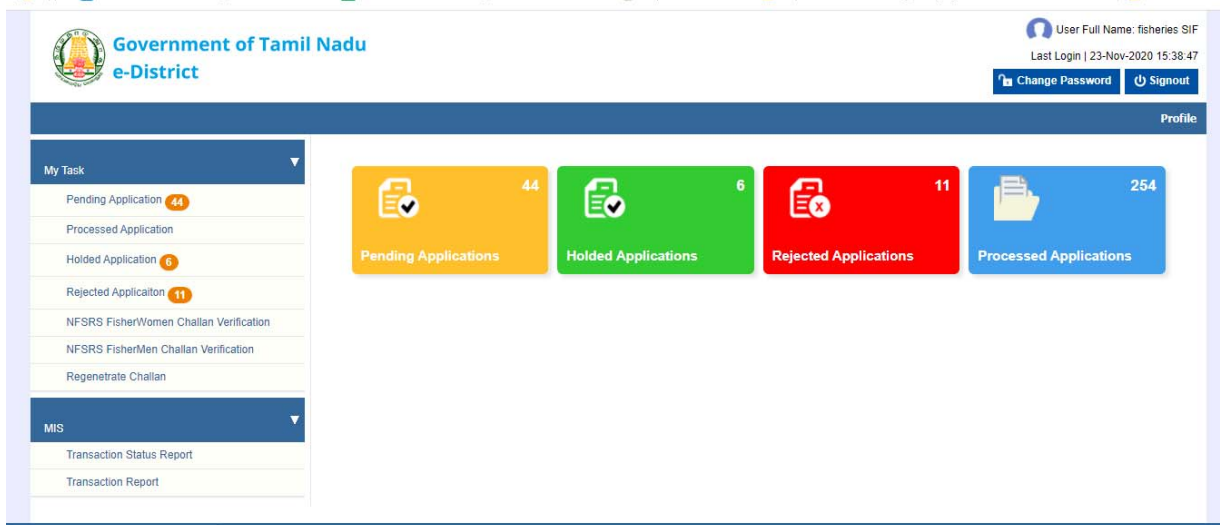 Government of Tamil Nadu
e-District
User Full Name: fisheries SIF
Last Login | 23-Nov-2020 15:38:47
Change Password
Signout
Profile
My Task
Pending Application 44
Processed Application
Holded Application 6
Rejected Applicaiton 11
NFSRS FisherWomen Challan Verification
NFSRS FisherMen Challan Verification
Regenetrate Challan
MIS
Transaction Status Report
Transaction Report
44
Pending Applications
6
Holded Applications
11
Rejected Applications
254
Processed Applications